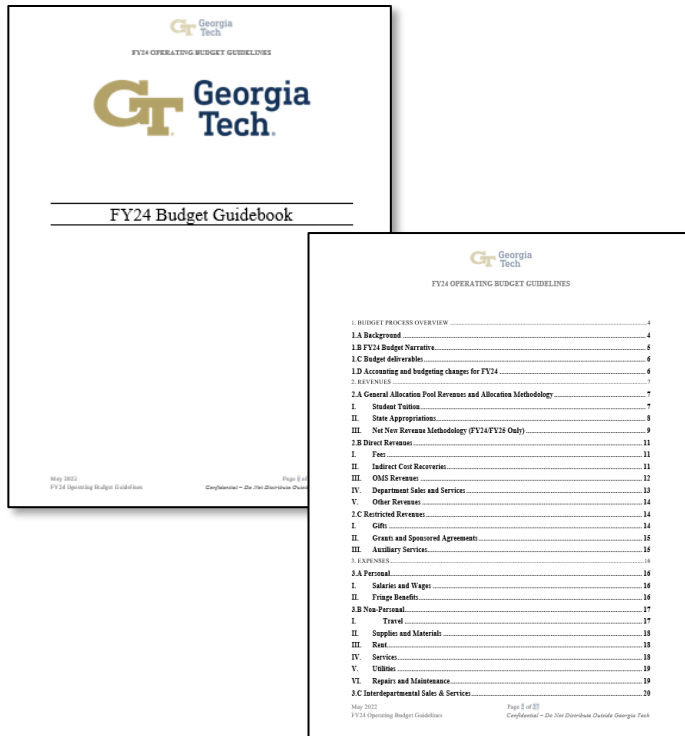 GT Georgia
Tech
FY24 OPERATING BUDGET GUIDELINES
GT Georgia
Tech.
FY24 Budget Guidebook
May 2022
FY24 Operating Budget Guidelines
Page
Confidential – Do Not Distribute
GT Georgia
Tech
FY24 OPERATING BUDGET GUIDELINES
1. BUDGET PROCESS OVERVIEW 4
1.A Background 4
1.B FY24 Budget Narrative 5
1.C Budget deliverables 6
1.D Accounting and budgeting changes for FY24 6
2. REVENUES 7
2.A General Allocation Pool Revenues and Allocation Methodology 7
I. Student Tuition 7
II. State Appropriations 8
III. Net New Revenue Methodology (FY24/FY25 Only) 9
2.B Direct Revenues 11
I. Fees 11
II. Indirect Cost Recoveries 11
III. OMS Revenues 12
IV. Department Sales and Services 13
V. Other Revenues 14
2.C Restricted Revenues 14
I. Gifts 14
II. Grants and Sponsored Agreements 15
III. Auxiliary Services 15
3. EXPENSES 16
3.A Personal 16
I. Salaries and Wages 16
II. Fringe Benefits 16
3.B Non-Personal 17
I. Travel 17
II. Supplies and Materials 18
III. Rent 18
IV. Services 18
V. Utilities 19
VI. Repairs and Maintenance 19
3.C Interdepartmental Sales & Services 20
May 2022
FY24 Operating Budget Guidelines
Page 2 of 27
Confidential – Do Not Distribute Outside Georgia Tech